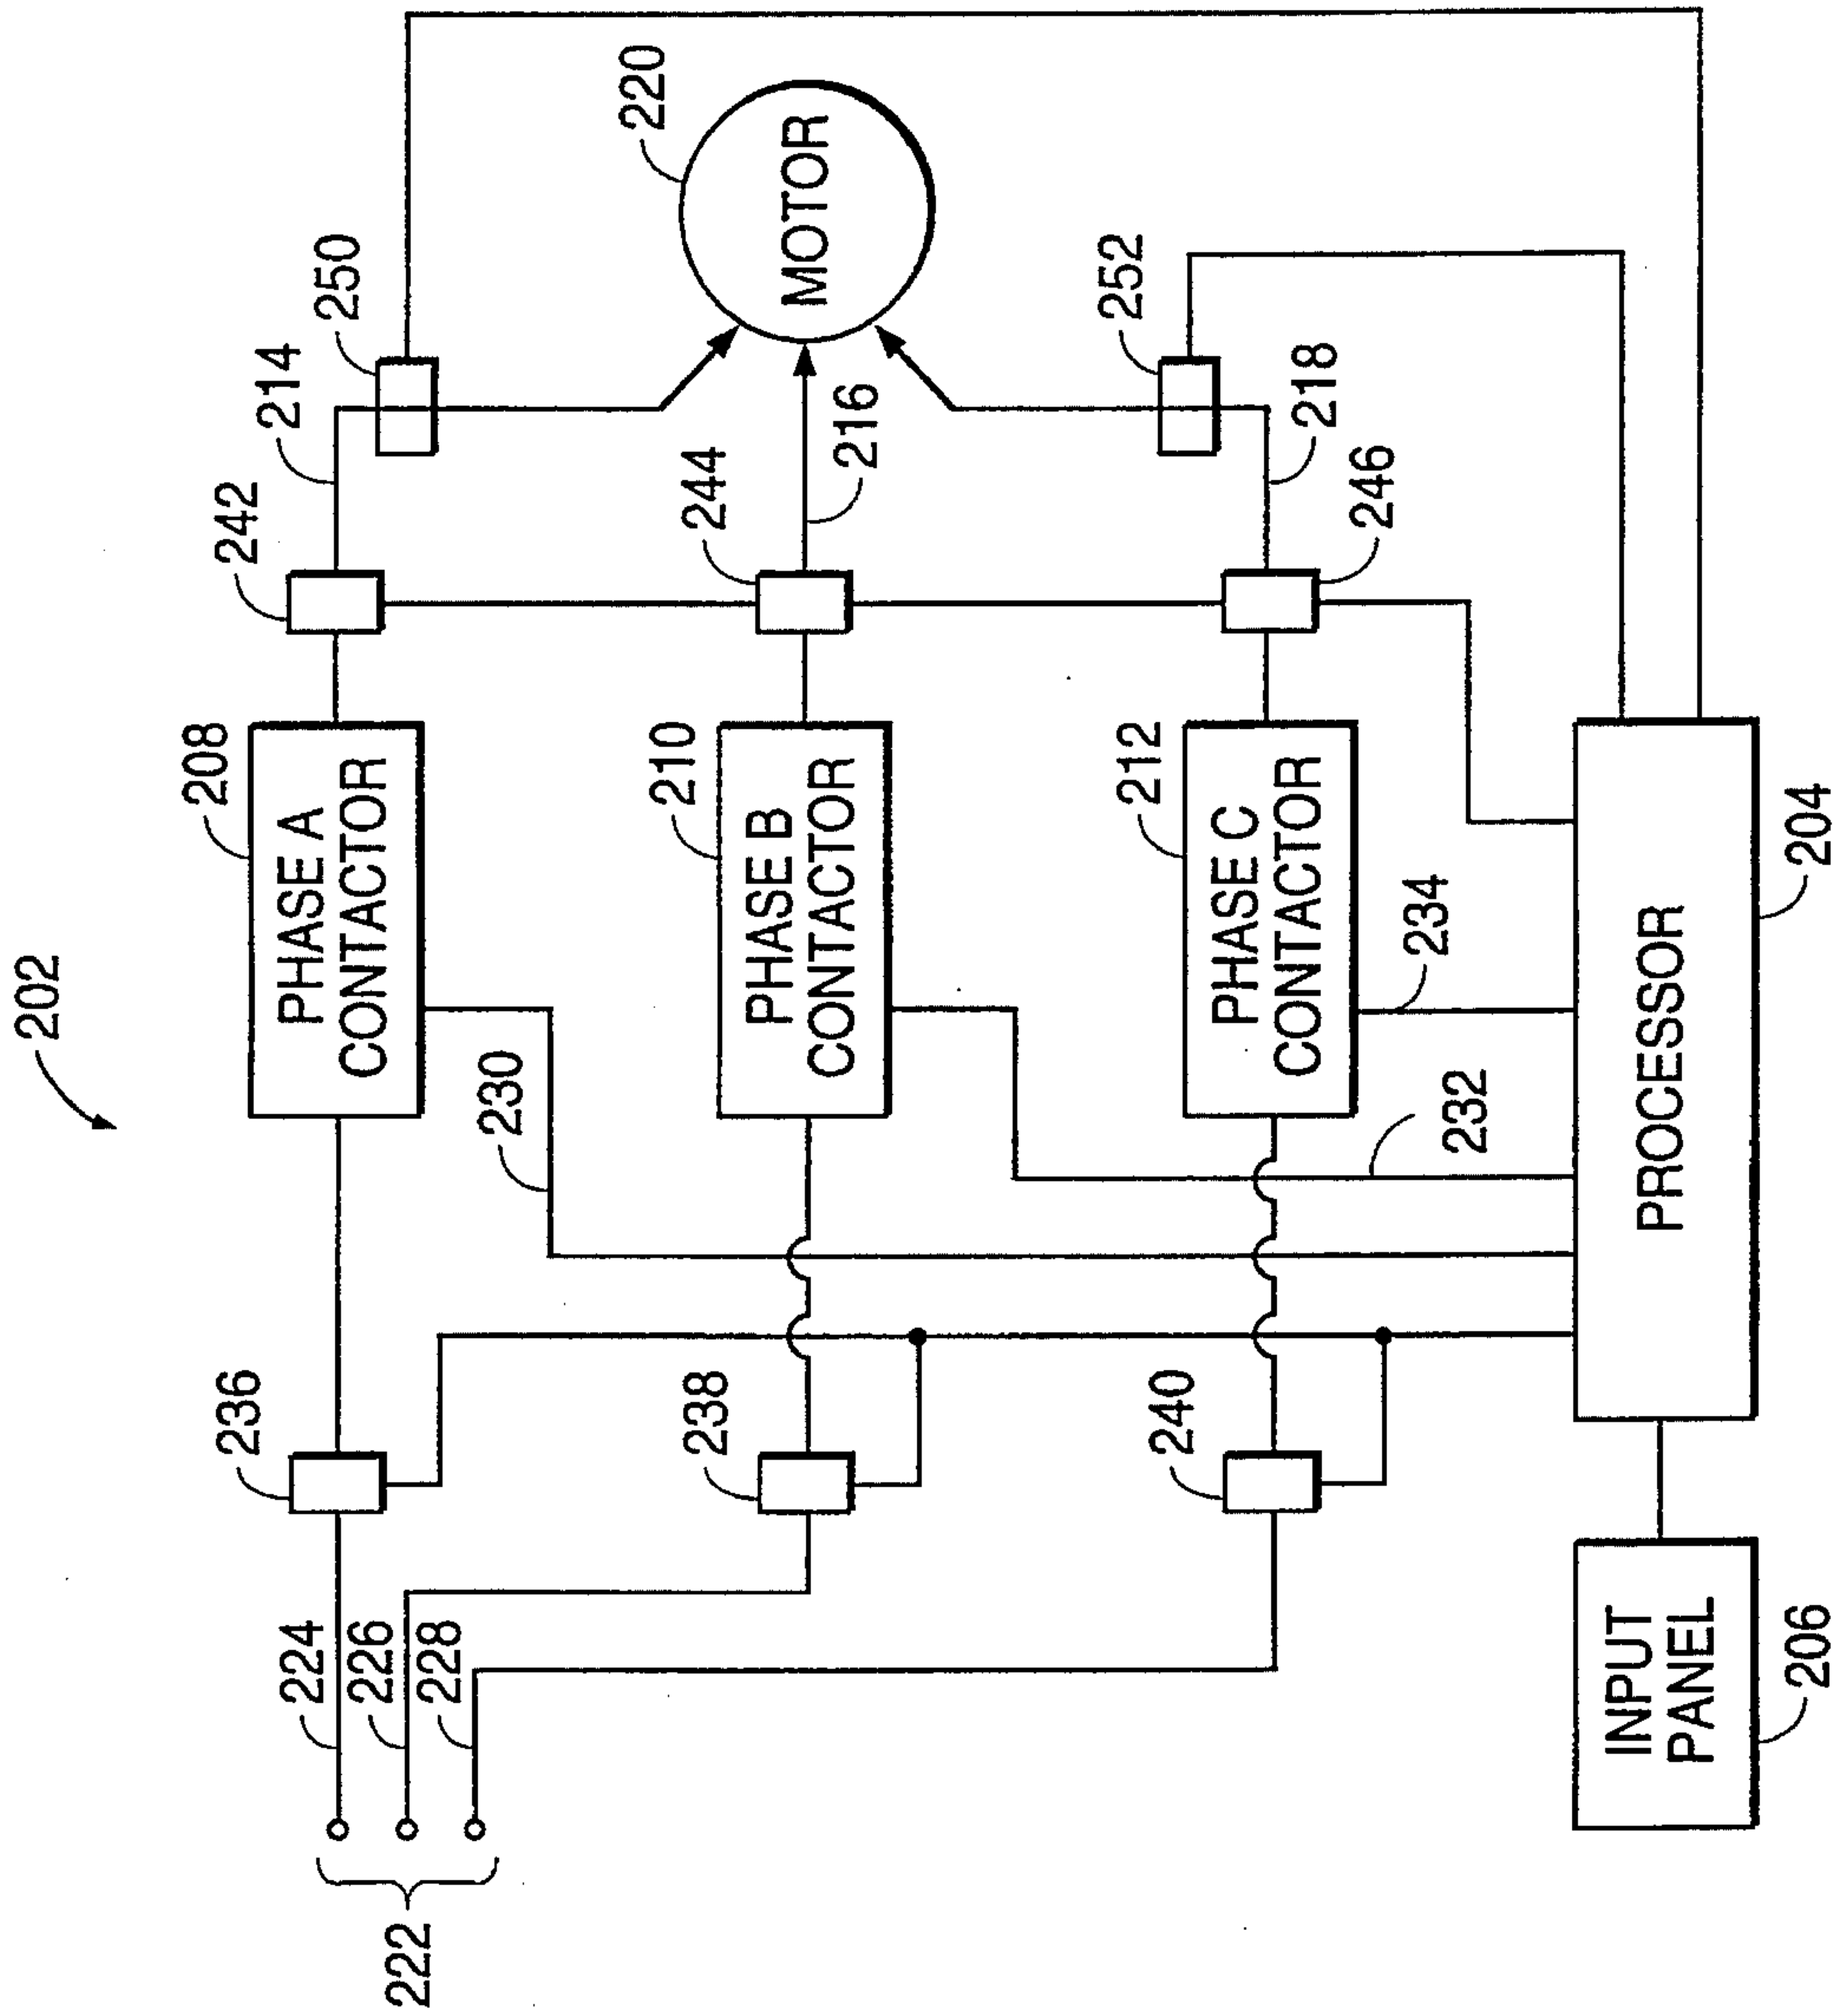 202
222
224
226
228
236
238
240
230
232
234
208
PHASE A
CONTACTOR
210
PHASE B
CONTACTOR
212
PHASE C
CONTACTOR
242
244
246
214
216
218
250
252
220
MOTOR
INPUT
PANEL
206
PROCESSOR
204